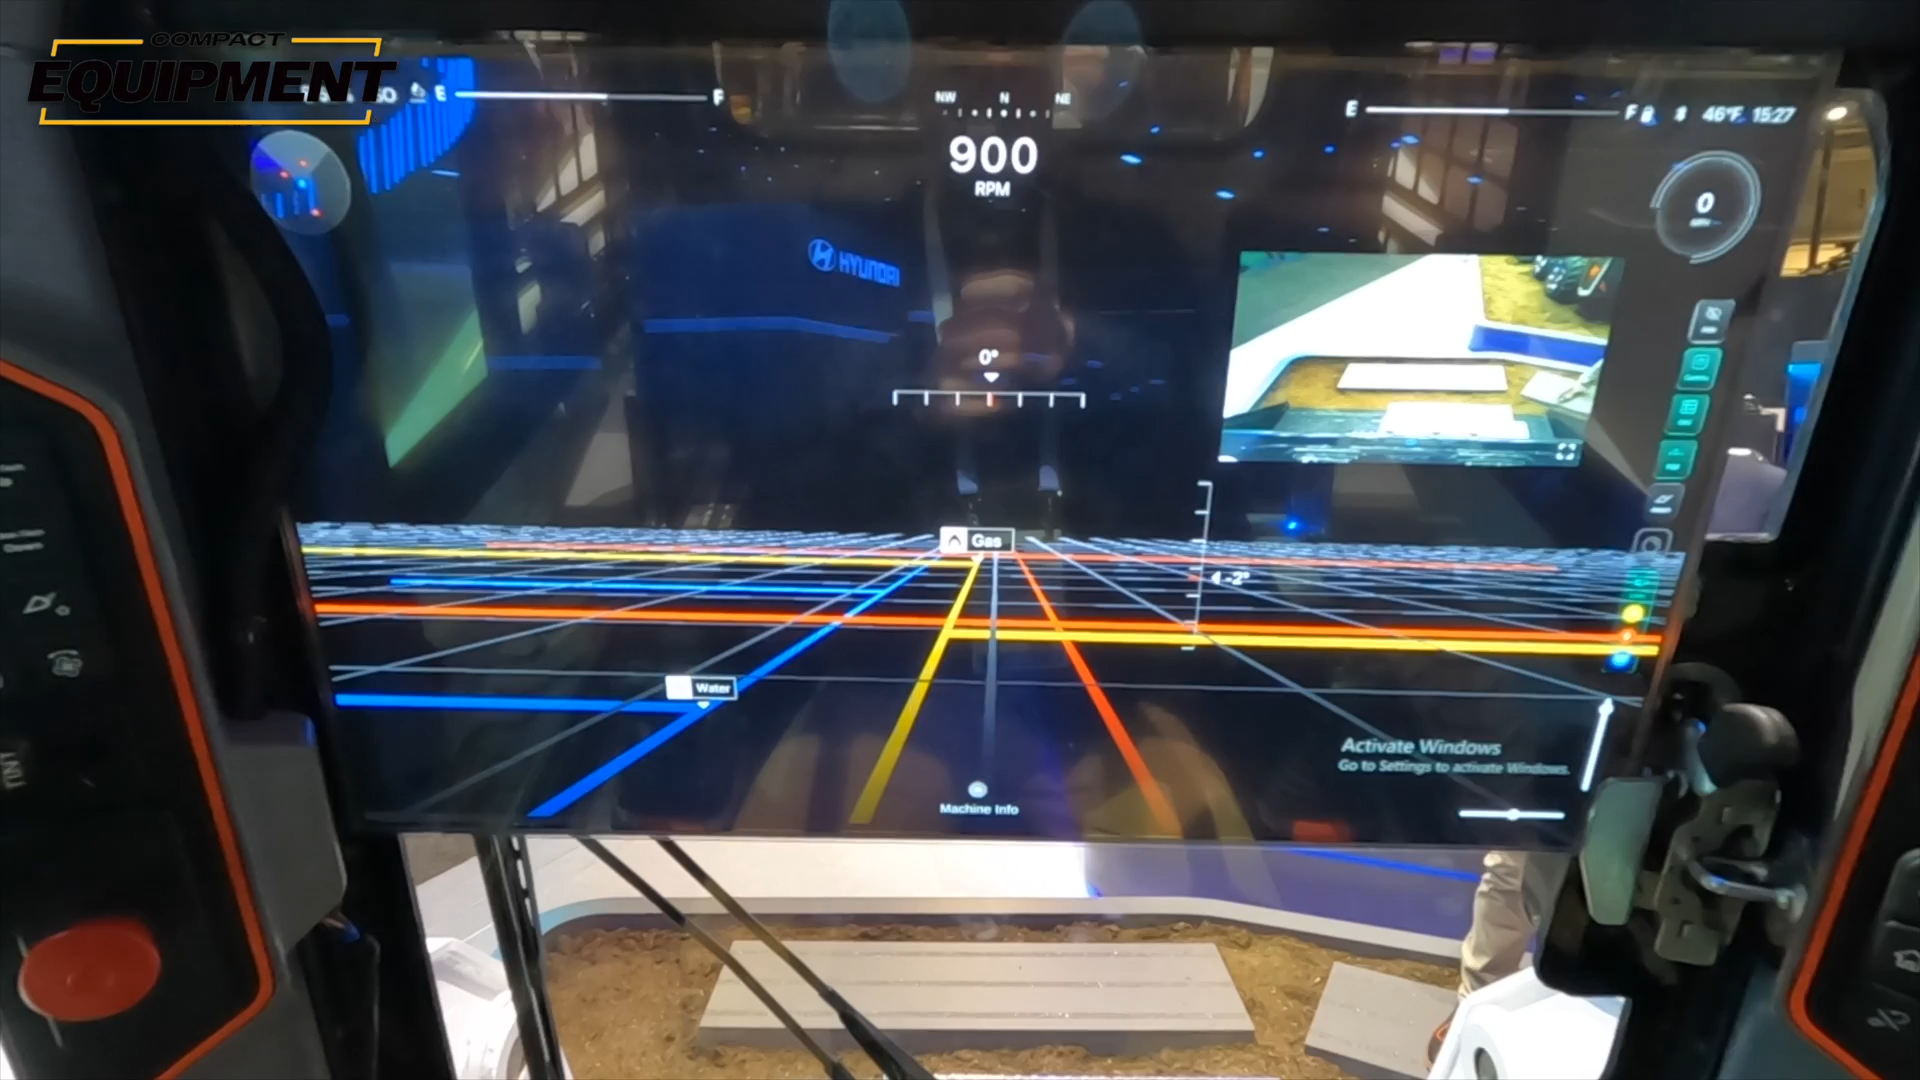 COMPACT
EQUIPMENT
E
F
NW N NE
E
F
46°F 15:27
900
RPM
0
HYUNDAI
0°
Gas
-2°
Water
Activate Windows
Go to Settings to activate Windows.
Machine Info